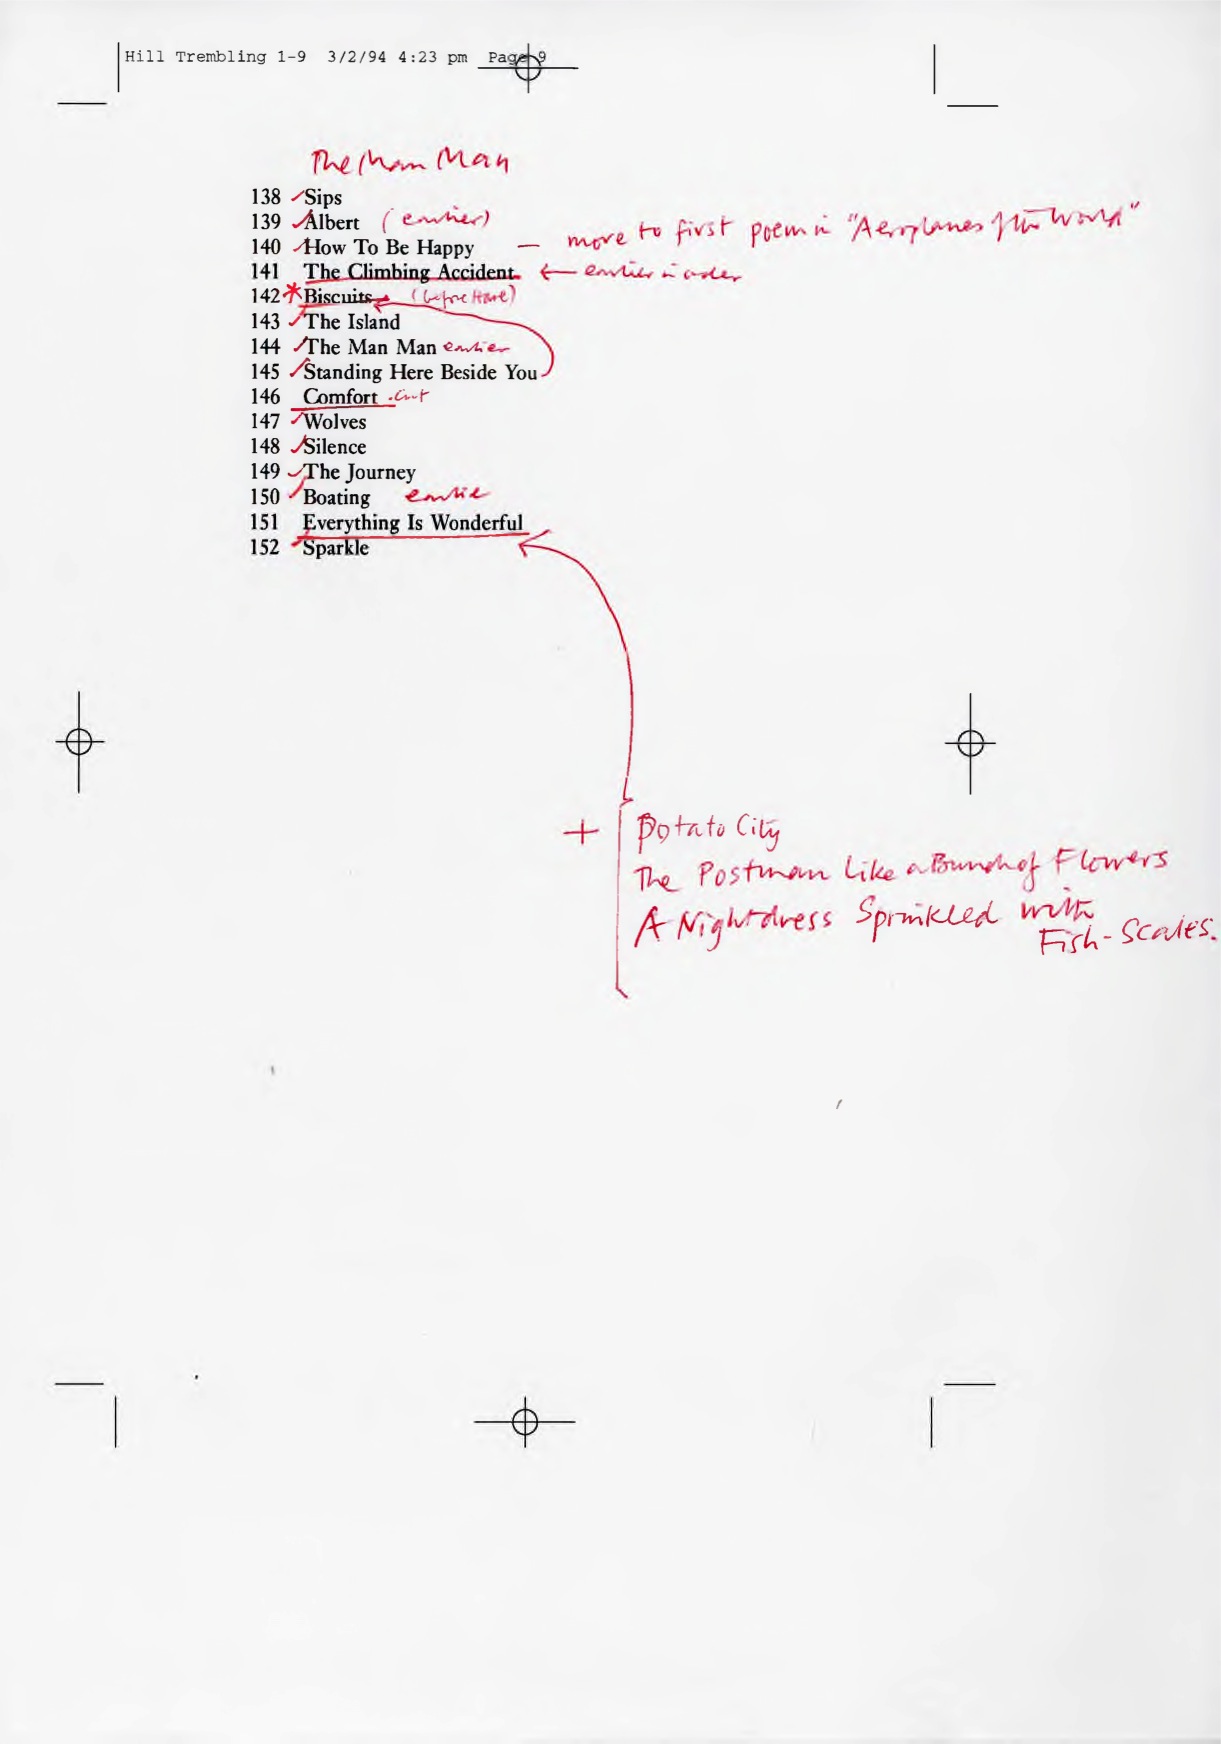 Hill Trembling 1-9 3/2/94 4:23 pm Page 9
The Man Man
138 Sips
139 Albert (earlier)
140 How To Be Happy — move to first poem in "Aeroplanes of the World"
141 The Climbing Accident ← earlier in order
142 * Biscuits (before Hare)
143 The Island
144 The Man Man earlier
145 Standing Here Beside You
146 Comfort - cut
147 Wolves
148 Silence
149 The Journey
150 Boating earlier
151 Everything Is Wonderful
152 Sparkle
+ Potato City
The Postman Like a Bunch of Flowers
A Nightdress Sprinkled with
Fish-Scales.